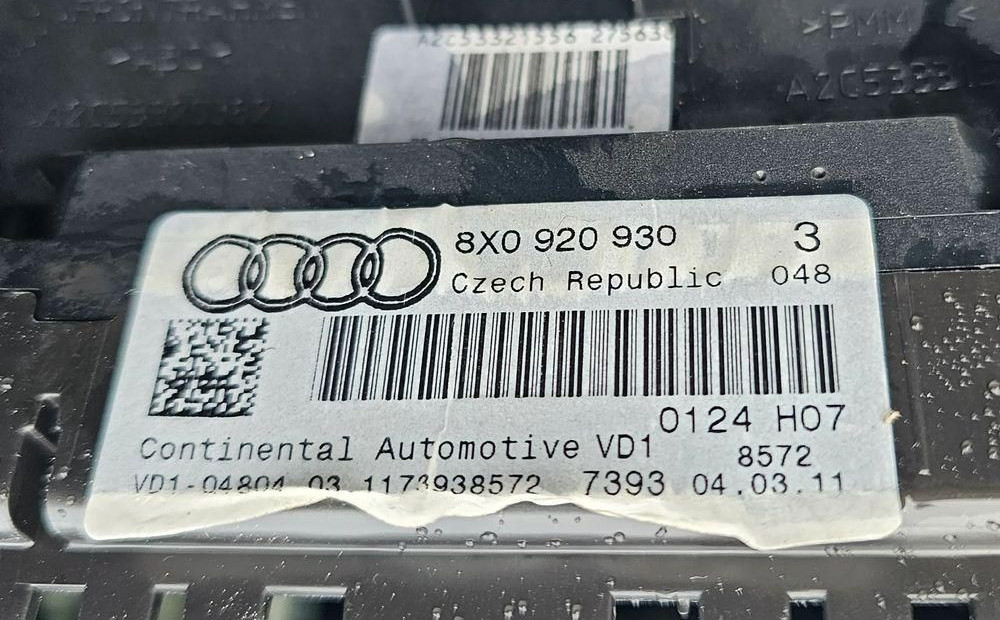 A2C53321556 275630
>PMM
<
>ABS<
A2C5333
8X0 920 930 3
Czech Republic 048
0124 H07
Continental Automotive VD1 8572
VD1-04804 03 1173938572 7393 04.03.11